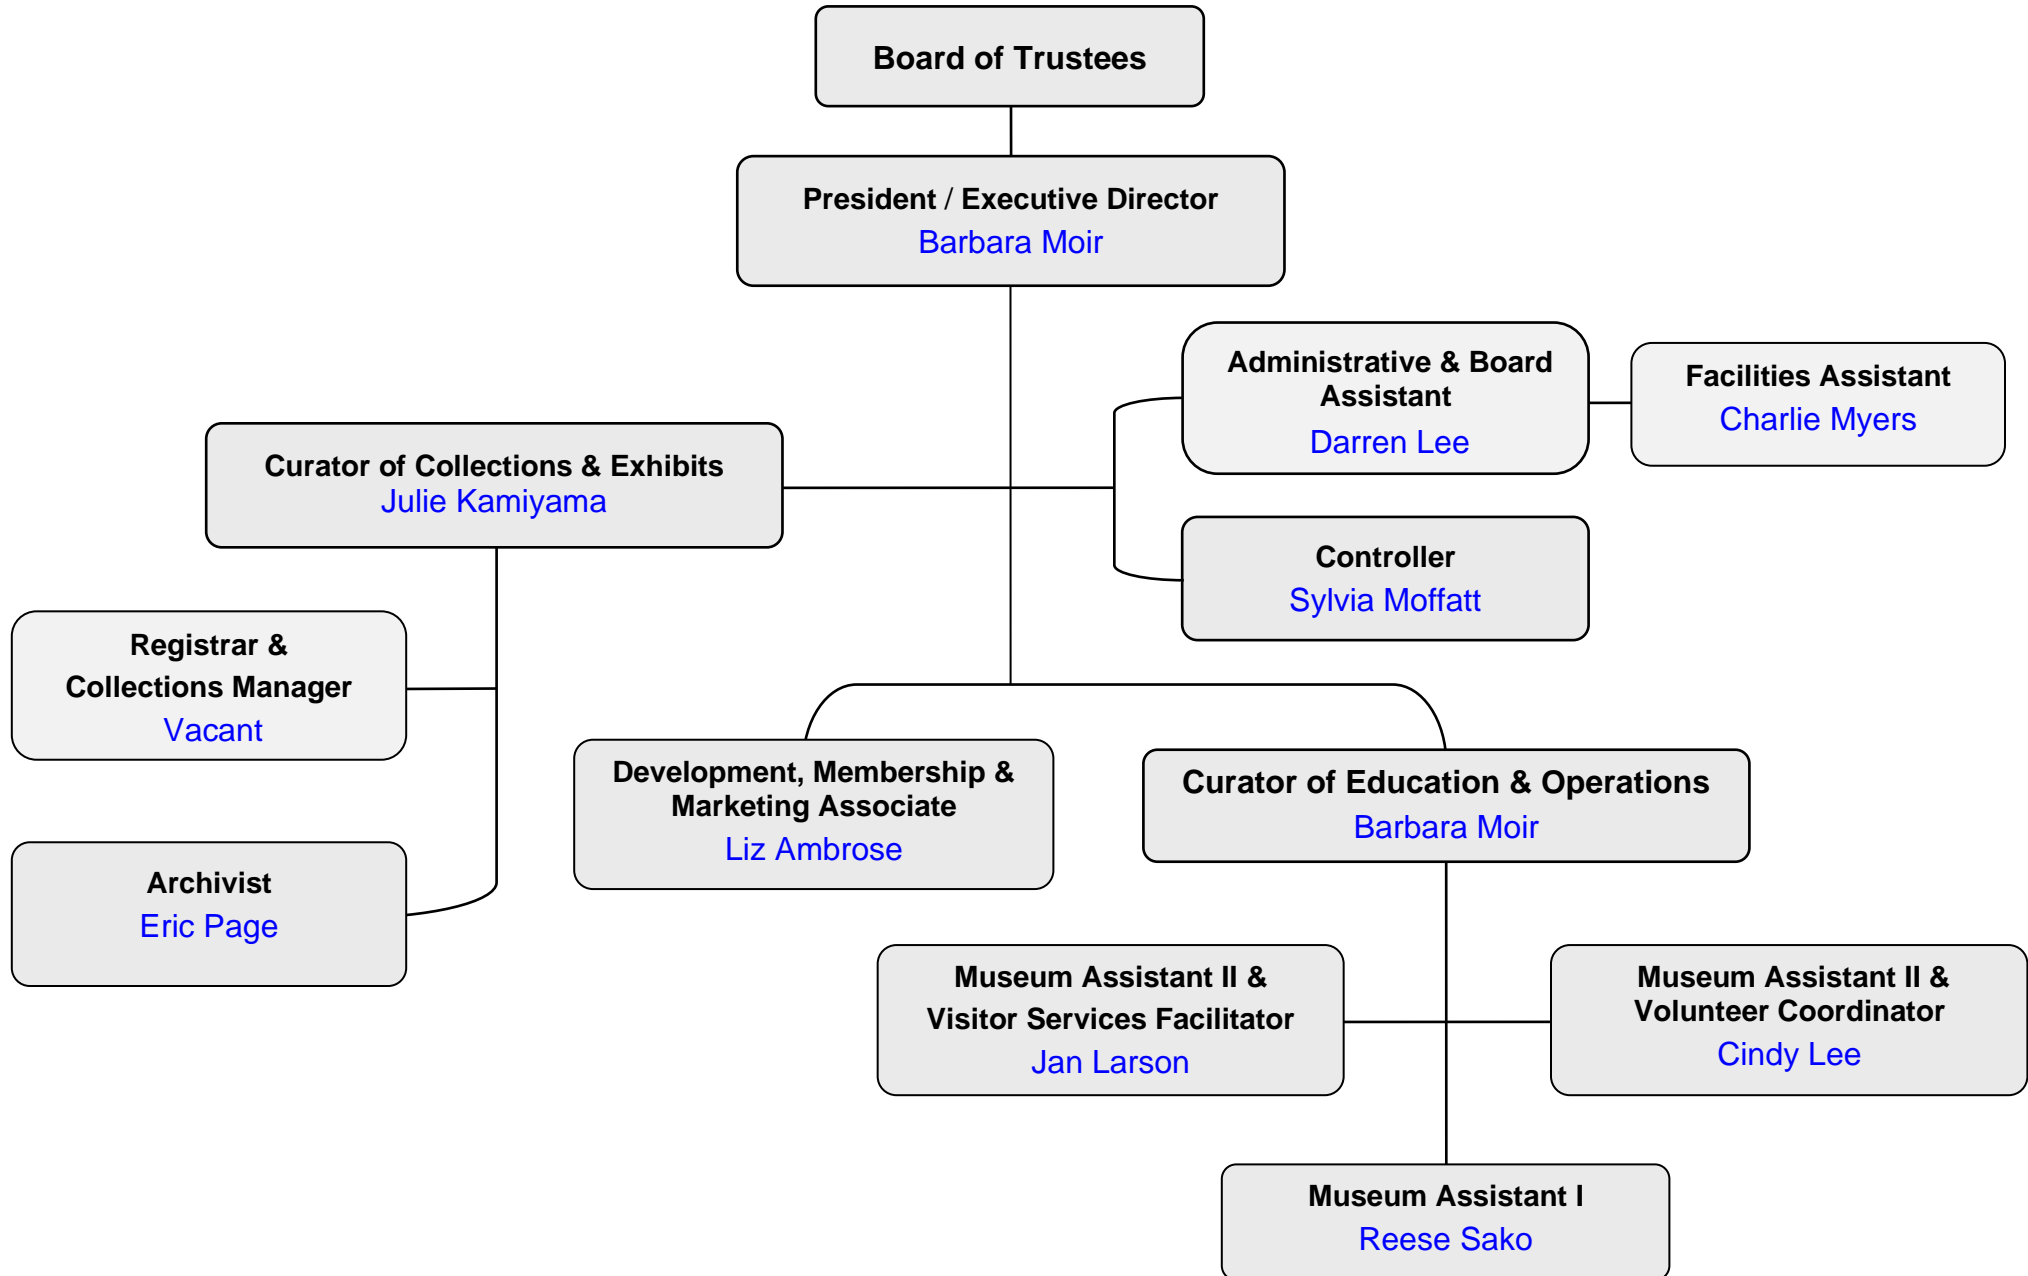 Board of Trustees
President / Executive Director
Barbara Moir
Administrative & Board
Assistant
Darren Lee
Facilities Assistant
Charlie Myers
Curator of Collections & Exhibits
Julie Kamiyama
Controller
Sylvia Moffatt
Registrar &
Collections Manager
Vacant
Development, Membership &
Marketing Associate
Liz Ambrose
Curator of Education & Operations
Barbara Moir
Archivist
Eric Page
Museum Assistant II &
Visitor Services Facilitator
Jan Larson
Museum Assistant II &
Volunteer Coordinator
Cindy Lee
Museum Assistant I
Reese Sako